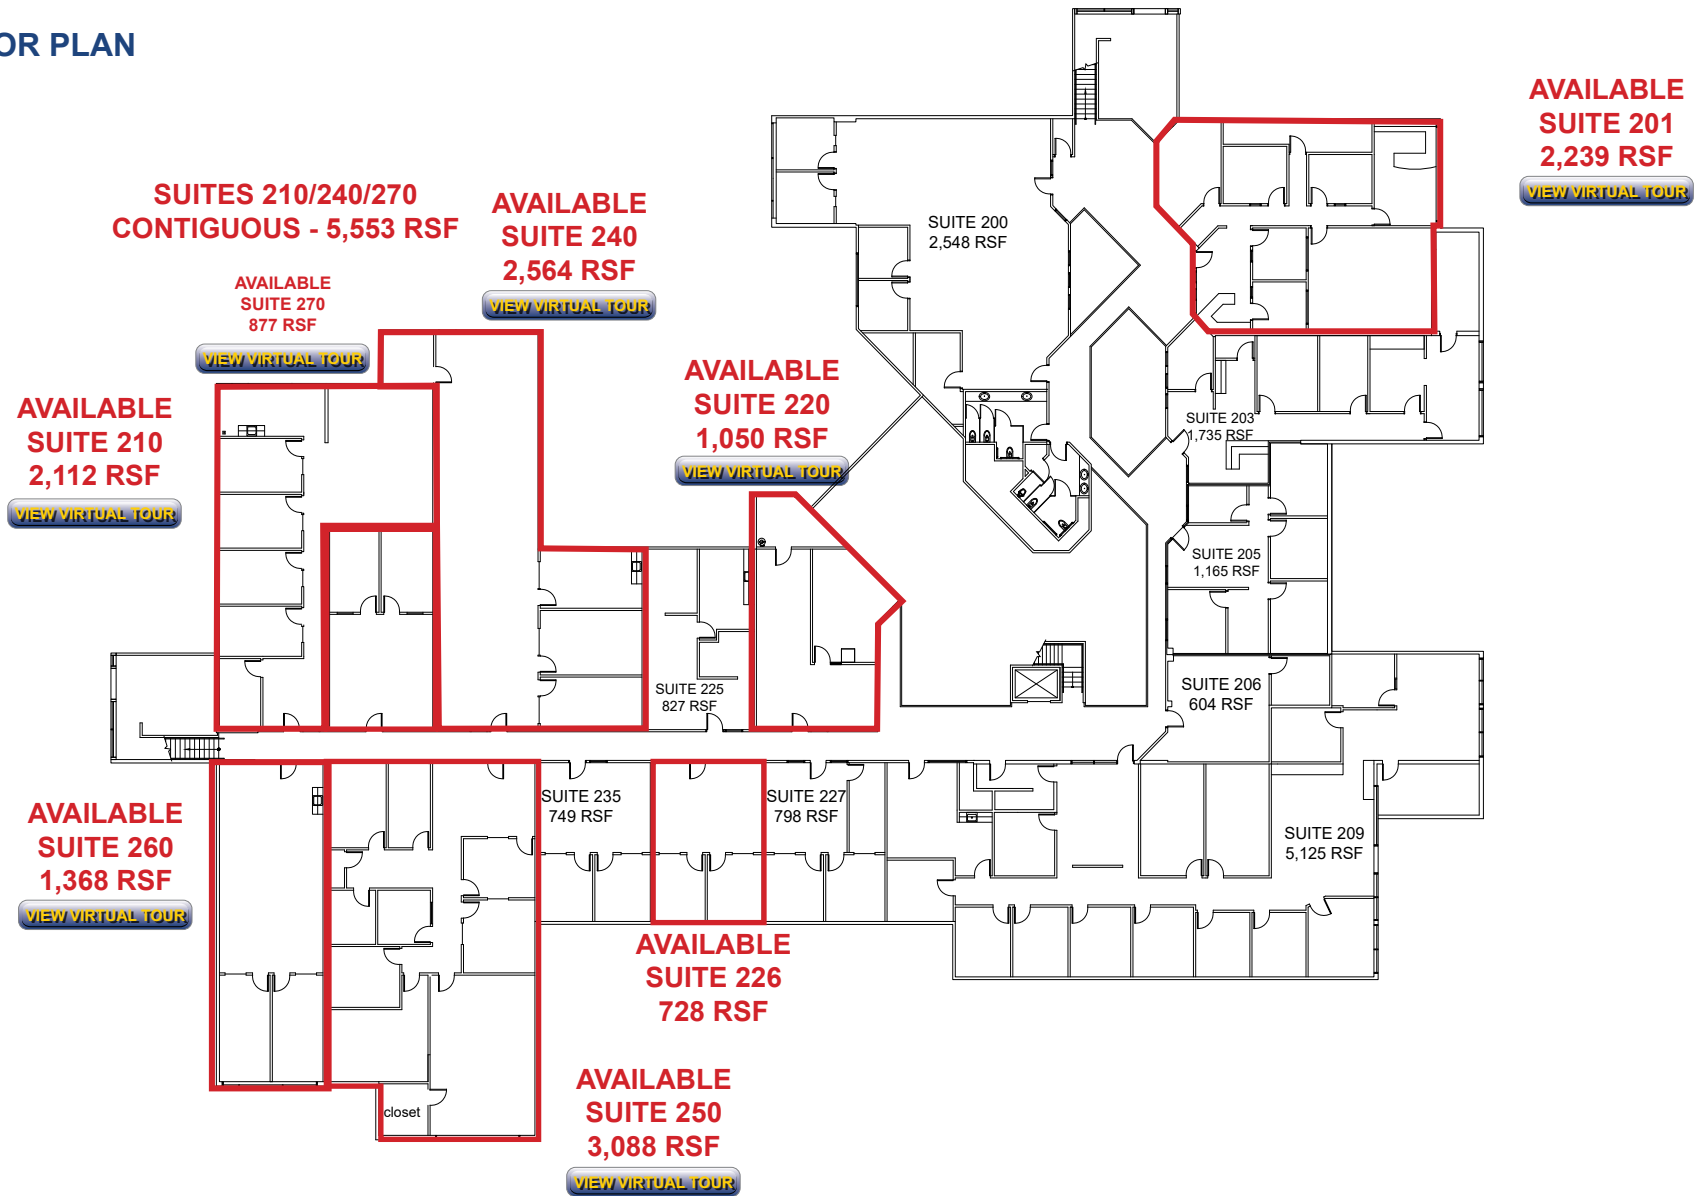 OR PLAN
AVAILABLE
SUITE 201
2,239 RSF
VIEW VIRTUAL TOUR
SUITES 210/240/270
CONTIGUOUS - 5,553 RSF
AVAILABLE
SUITE 240
2,564 RSF
VIEW VIRTUAL TOUR
SUITE 200
2,548 RSF
AVAILABLE
SUITE 270
877 RSF
VIEW VIRTUAL TOUR
AVAILABLE
SUITE 210
2,112 RSF
VIEW VIRTUAL TOUR
AVAILABLE
SUITE 220
1,050 RSF
VIEW VIRTUAL TOUR
SUITE 203
1,735 RSF
SUITE 205
1,165 RSF
SUITE 225
827 RSF
SUITE 206
604 RSF
SUITE 235
749 RSF
SUITE 227
798 RSF
SUITE 209
5,125 RSF
AVAILABLE
SUITE 260
1,368 RSF
VIEW VIRTUAL TOUR
AVAILABLE
SUITE 226
728 RSF
closet
AVAILABLE
SUITE 250
3,088 RSF
VIEW VIRTUAL TOUR